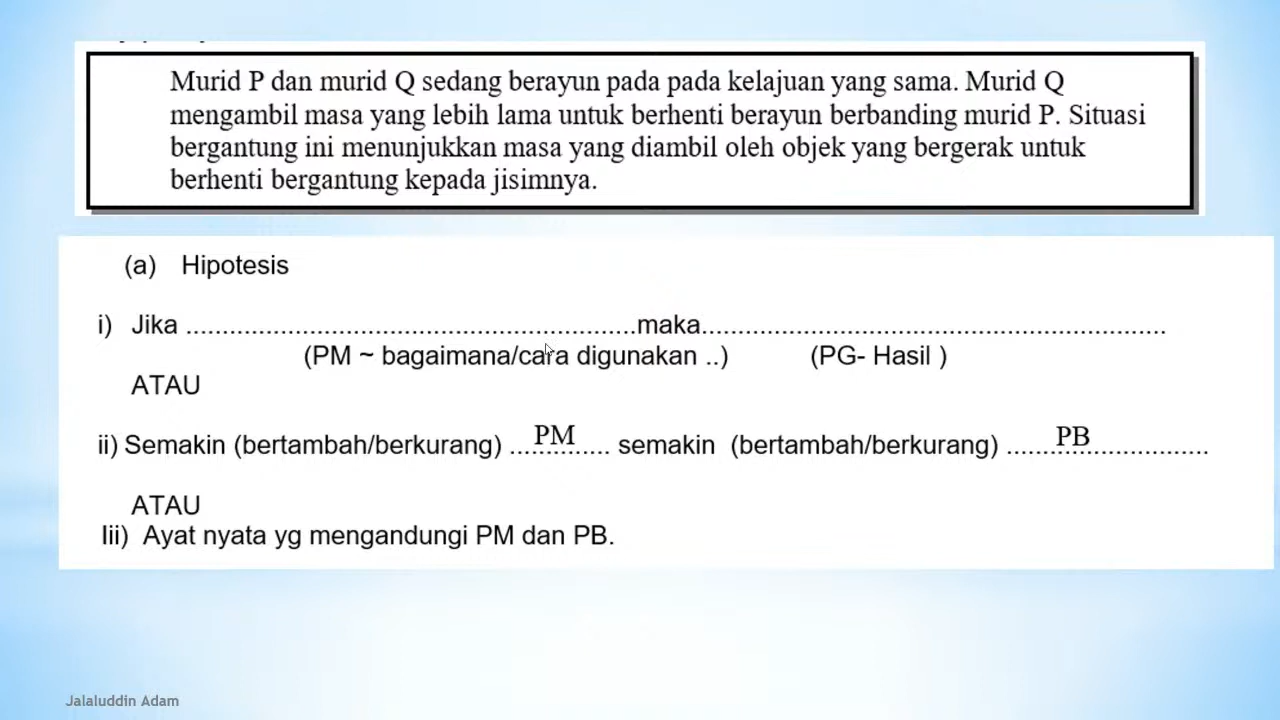 Murid P dan murid Q sedang berayun pada pada kelajuan yang sama. Murid Q
mengambil masa yang lebih lama untuk berhenti berayun berbanding murid P. Situasi
bergantung ini menunjukkan masa yang diambil oleh objek yang bergerak untuk
berhenti bergantung kepada jisimnya.
(a) Hipotesis
i) Jika ..............................................................maka................................................................
(PM ~ bagaimana/cara digunakan ..) (PG- Hasil )
ATAU
ii) Semakin (bertambah/berkurang) ......PM...... semakin (bertambah/berkurang) ......PB......
ATAU
Iii) Ayat nyata yg mengandungi PM dan PB.
Jalaluddin Adam